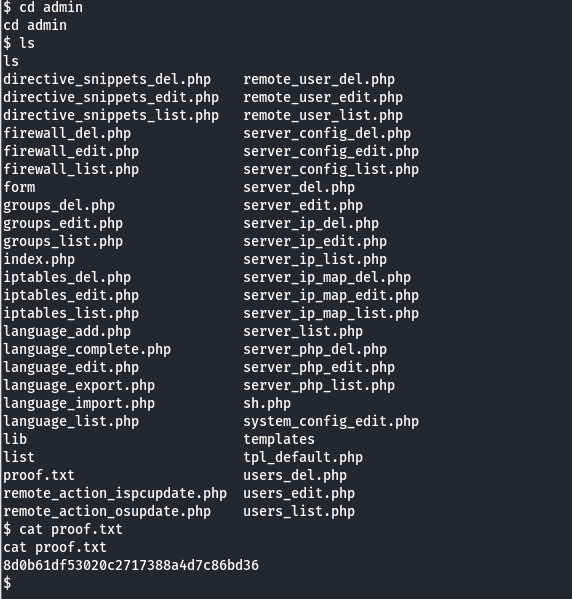 $ cd admin
cd admin
$ ls
ls
directive_snippets_del.php    remote_user_del.php
directive_snippets_edit.php   remote_user_edit.php
directive_snippets_list.php   remote_user_list.php
firewall_del.php              server_config_del.php
firewall_edit.php             server_config_edit.php
firewall_list.php             server_config_list.php
form                          server_del.php
groups_del.php                server_edit.php
groups_edit.php               server_ip_del.php
groups_list.php               server_ip_edit.php
index.php                     server_ip_list.php
iptables_del.php              server_ip_map_del.php
iptables_edit.php             server_ip_map_edit.php
iptables_list.php             server_ip_map_list.php
language_add.php              server_list.php
language_complete.php         server_php_del.php
language_edit.php             server_php_edit.php
language_export.php           server_php_list.php
language_import.php           sh.php
language_list.php             system_config_edit.php
lib                           templates
list                          tpl_default.php
proof.txt                     users_del.php
remote_action_ispcupdate.php  users_edit.php
remote_action_osupdate.php    users_list.php
$ cat proof.txt
cat proof.txt
8d0b61df53020c2717388a4d7c86bd36
$